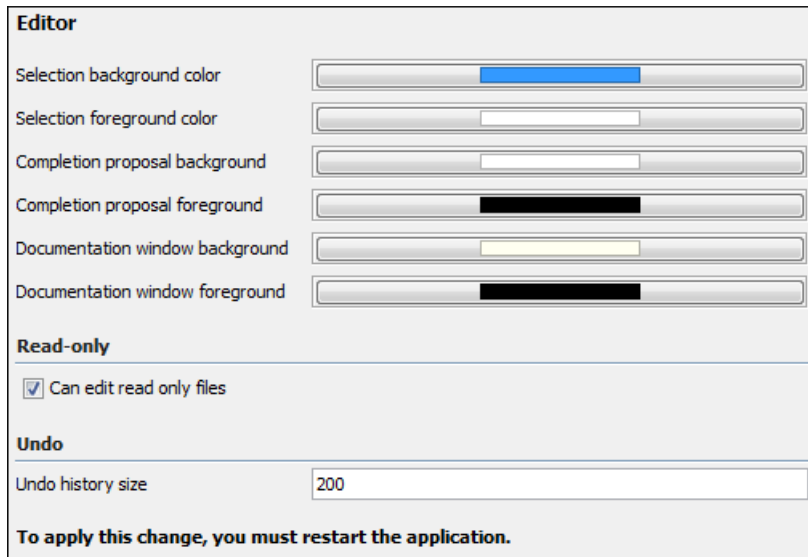 Editor
Selection background color
Selection foreground color
Completion proposal background
Completion proposal foreground
Documentation window background
Documentation window foreground
Read-only
Can edit read only files
Undo
Undo history size 200
To apply this change, you must restart the application.